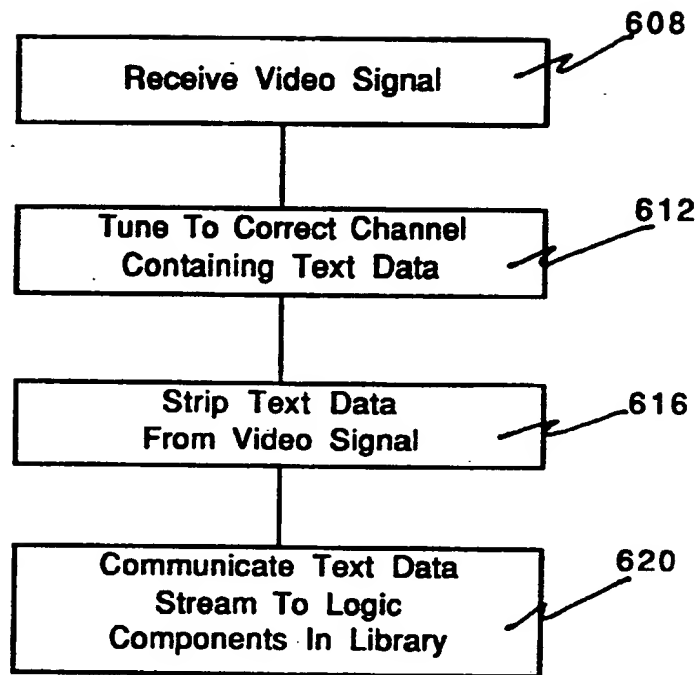 608
Receive Video Signal
612
Tune To Correct Channel
Containing Text Data
616
Strip Text Data
From Video Signal
620
Communicate Text Data
Stream To Logic
Components In Library